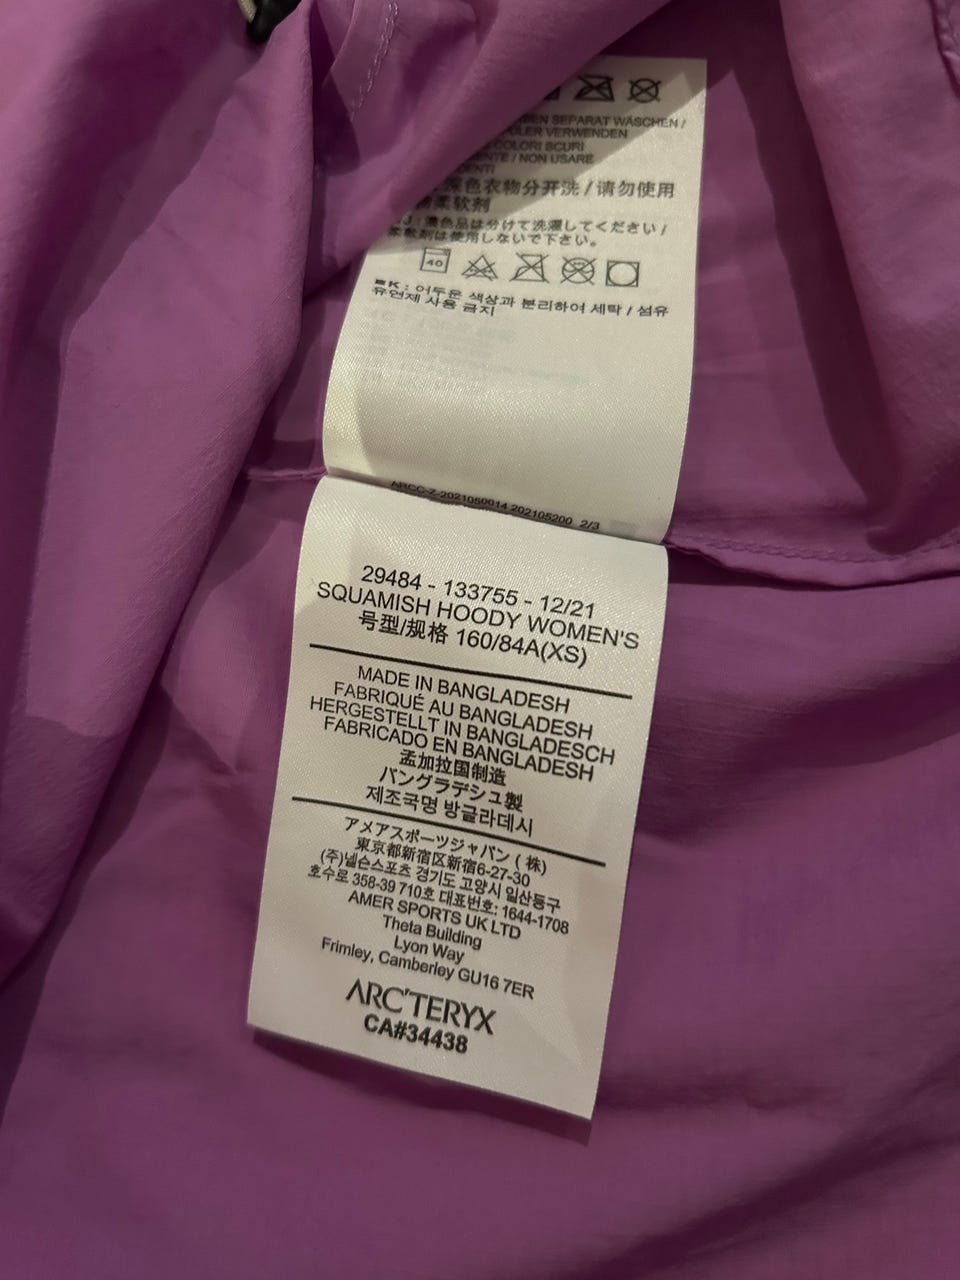 BEN SEPARAT WASCHEN /
ÜLER VERWENDEN
COLORI SCURI
ENTE / NON USARE
DENTI
深色衣物分开洗 / 请勿使用
柔软剂
濃色品は分けて洗濯してください /
柔軟剤は使用しないで下さい。
40
EK : 어두운 색상과 분리하여 세탁 / 섬유
유연제 사용 금지
ARCC-Z-2021050014 202105200 2/3
29484 - 133755 - 12/21
SQUAMISH HOODY WOMEN'S
号型/规格 160/84A(XS)
MADE IN BANGLADESH
FABRIQUÉ AU BANGLADESH
HERGESTELLT IN BANGLADESCH
FABRICADO EN BANGLADESH
孟加拉国制造
バングラデシュ製
제조국명 방글라데시
アメアスポーツジャパン ( 株)
東京都新宿区新宿6-27-30
(주)넬슨스포츠 경기도 고양시 일산동구
호수로 358-39 710호 대표번호: 1644-1708
AMER SPORTS UK LTD
Theta Building
Lyon Way
Frimley, Camberley GU16 7ER
ARC'TERYX
CA#34438